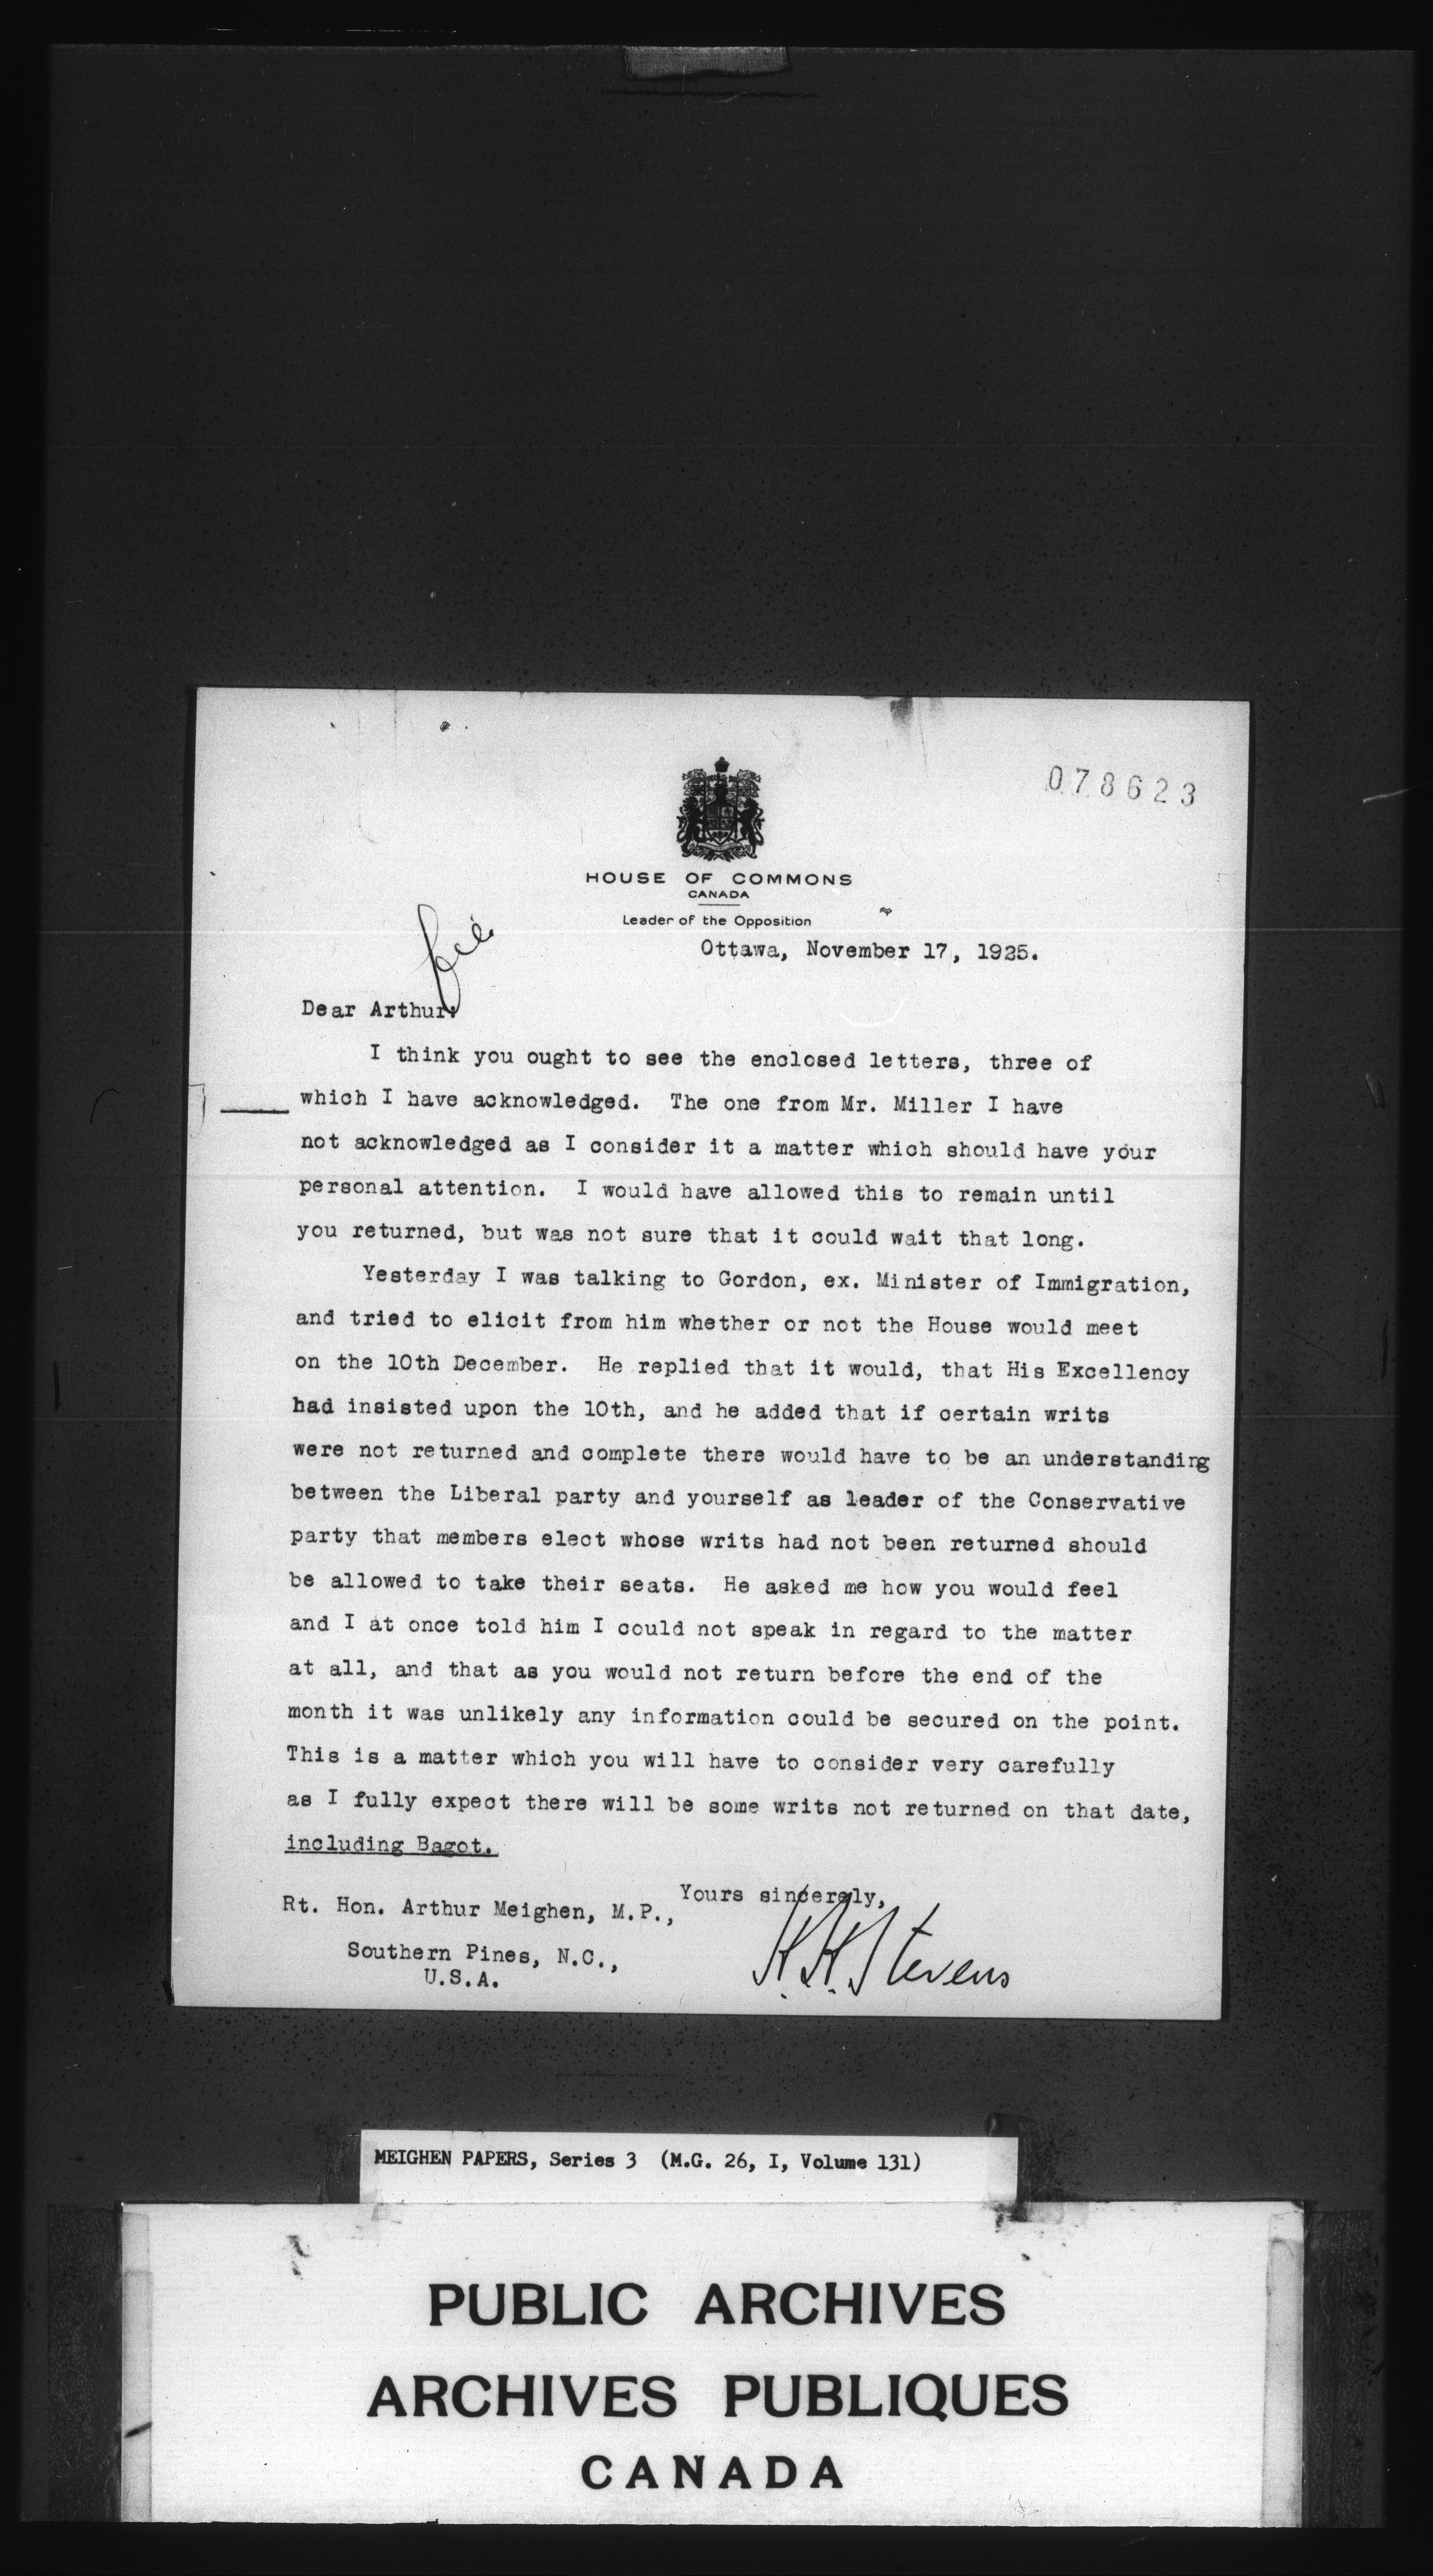 078623
HOUSE OF COMMONS
CANADA
Leader of the Opposition
Ottawa, November 17, 1925.
file
Dear Arthur:
I think you ought to see the enclosed letters, three of
which I have acknowledged. The one from Mr. Miller I have
not acknowledged as I consider it a matter which should have your
personal attention. I would have allowed this to remain until
you returned, but was not sure that it could wait that long.
Yesterday I was talking to Gordon, ex. Minister of Immigration,
and tried to elicit from him whether or not the House would meet
on the 10th December. He replied that it would, that His Excellency
had insisted upon the 10th, and he added that if certain writs
were not returned and complete there would have to be an understanding
between the Liberal party and yourself as leader of the Conservative
party that members elect whose writs had not been returned should
be allowed to take their seats. He asked me how you would feel
and I at once told him I could not speak in regard to the matter
at all, and that as you would not return before the end of the
month it was unlikely any information could be secured on the point.
This is a matter which you will have to consider very carefully
as I fully expect there will be some writs not returned on that date,
including Bagot.
Yours sincerely,
Rt. Hon. Arthur Meighen, M.P.,
Southern Pines, N.C.,
U.S.A.
Stevens
MEIGHEN PAPERS, Series 3 (M.G. 26, I, Volume 131)
PUBLIC ARCHIVES
ARCHIVES PUBLIQUES
CANADA